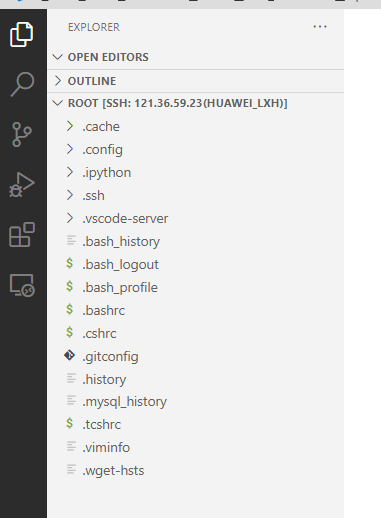 EXPLORER
OPEN EDITORS
OUTLINE
ROOT [SSH: 121.36.59.23(HUAWEI_LXH)]
.cache
.config
.ipython
.ssh
.vscode-server
.bash_history
.bash_logout
.bash_profile
.bashrc
.cshrc
.gitconfig
.history
.mysql_history
.tcshrc
.viminfo
.wget-hsts